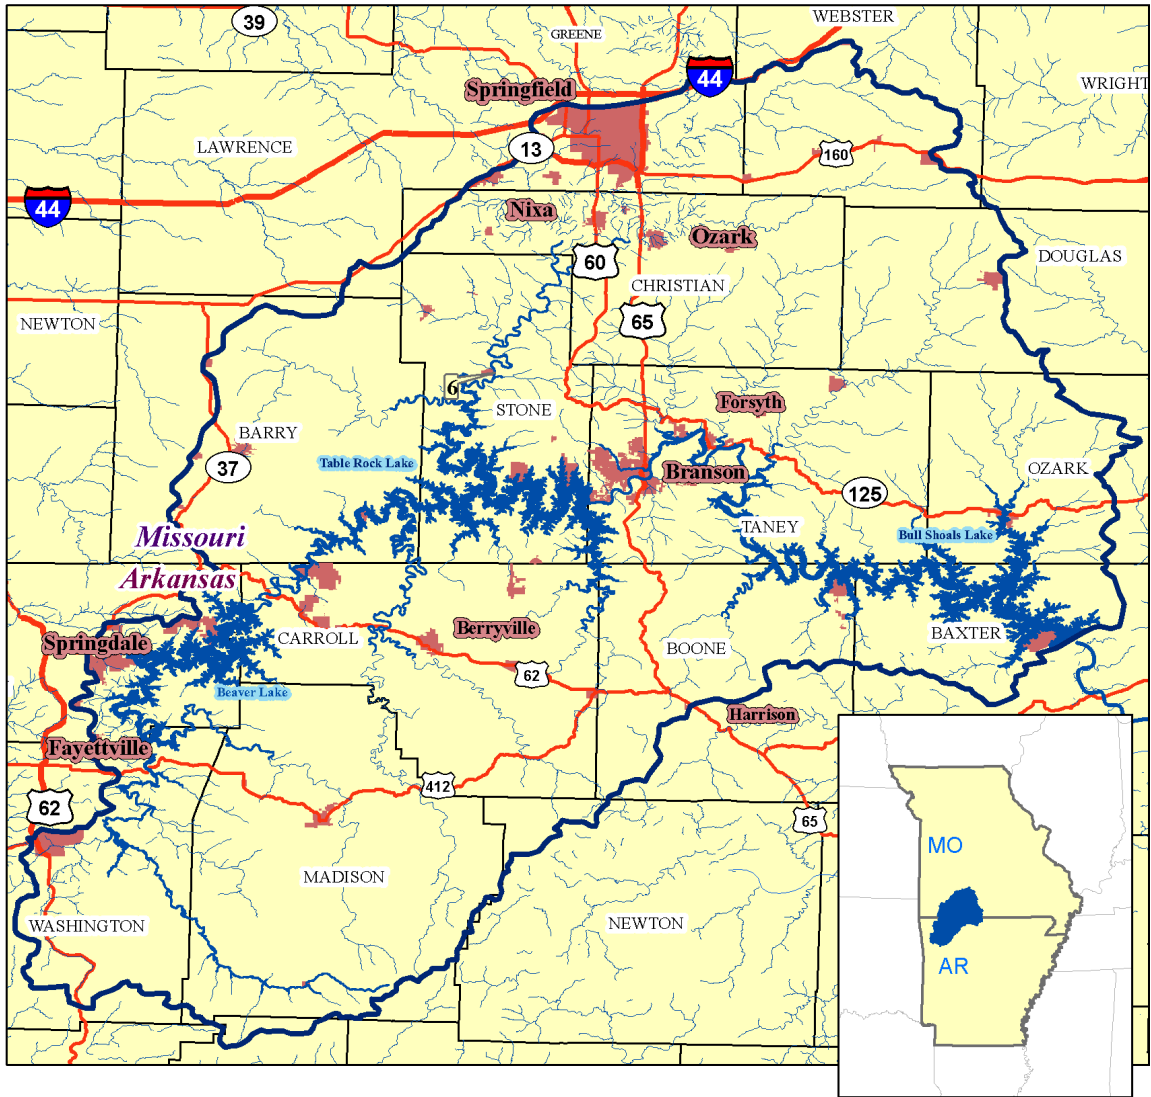 39
WEBSTER
GREENE
44
WRIGHT
Springfield
LAWRENCE
13
160
44
Nixa
Ozark
DOUGLAS
60
CHRISTIAN
NEWTON
65
6
STONE
Forsyth
BARRY
Table Rock Lake
37
Branson
OZARK
125
TANEY
Missouri
Bull Shoals Lake
Arkansas
Springdale
CARROLL
Berryville
BAXTER
BOONE
62
Beaver Lake
Harrison
Fayettville
412
62
65
MO
MADISON
WASHINGTON
NEWTON
AR